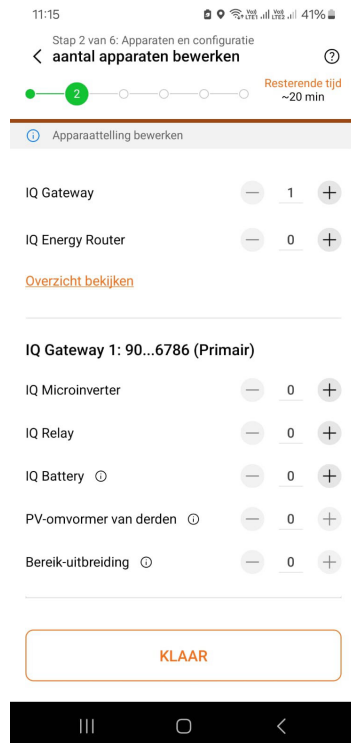 11:15
41%
Stap 2 van 6: Apparaten en configuratie
aantal apparaten bewerken
2
Resterende tijd
~20 min
Apparaattelling bewerken
IQ Gateway 1
IQ Energy Router 0
Overzicht bekijken
IQ Gateway 1: 90...6786 (Primair)
IQ Microinverter 0
IQ Relay 0
IQ Battery 0
PV-omvormer van derden 0
Bereik-uitbreiding 0
KLAAR